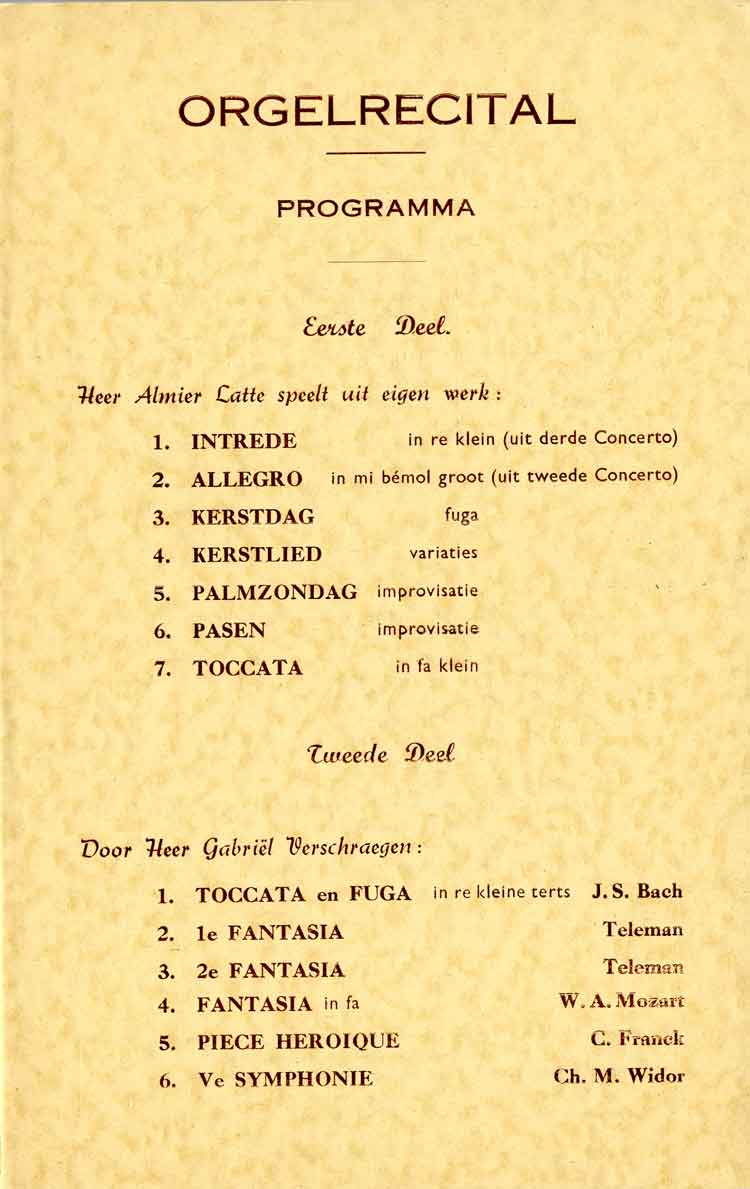 ORGELRECITAL
PROGRAMMA
Eerste Deel.
Heer Almier Latte speelt uit eigen werk :
1. INTREDE in re klein (uit derde Concerto)
2. ALLEGRO in mi bémol groot (uit tweede Concerto)
3. KERSTDAG fuga
4. KERSTLIED variaties
5. PALMZONDAG improvisatie
6. PASEN improvisatie
7. TOCCATA in fa klein
Tweede Deel
Door Heer Gabriël Verschraegen :
1. TOCCATA en FUGA in re kleine terts J. S. Bach
2. 1e FANTASIA Teleman
3. 2e FANTASIA Teleman
4. FANTASIA in fa W. A. Mozart
5. PIECE HEROIQUE C. Franck
6. Ve SYMPHONIE Ch. M. Widor